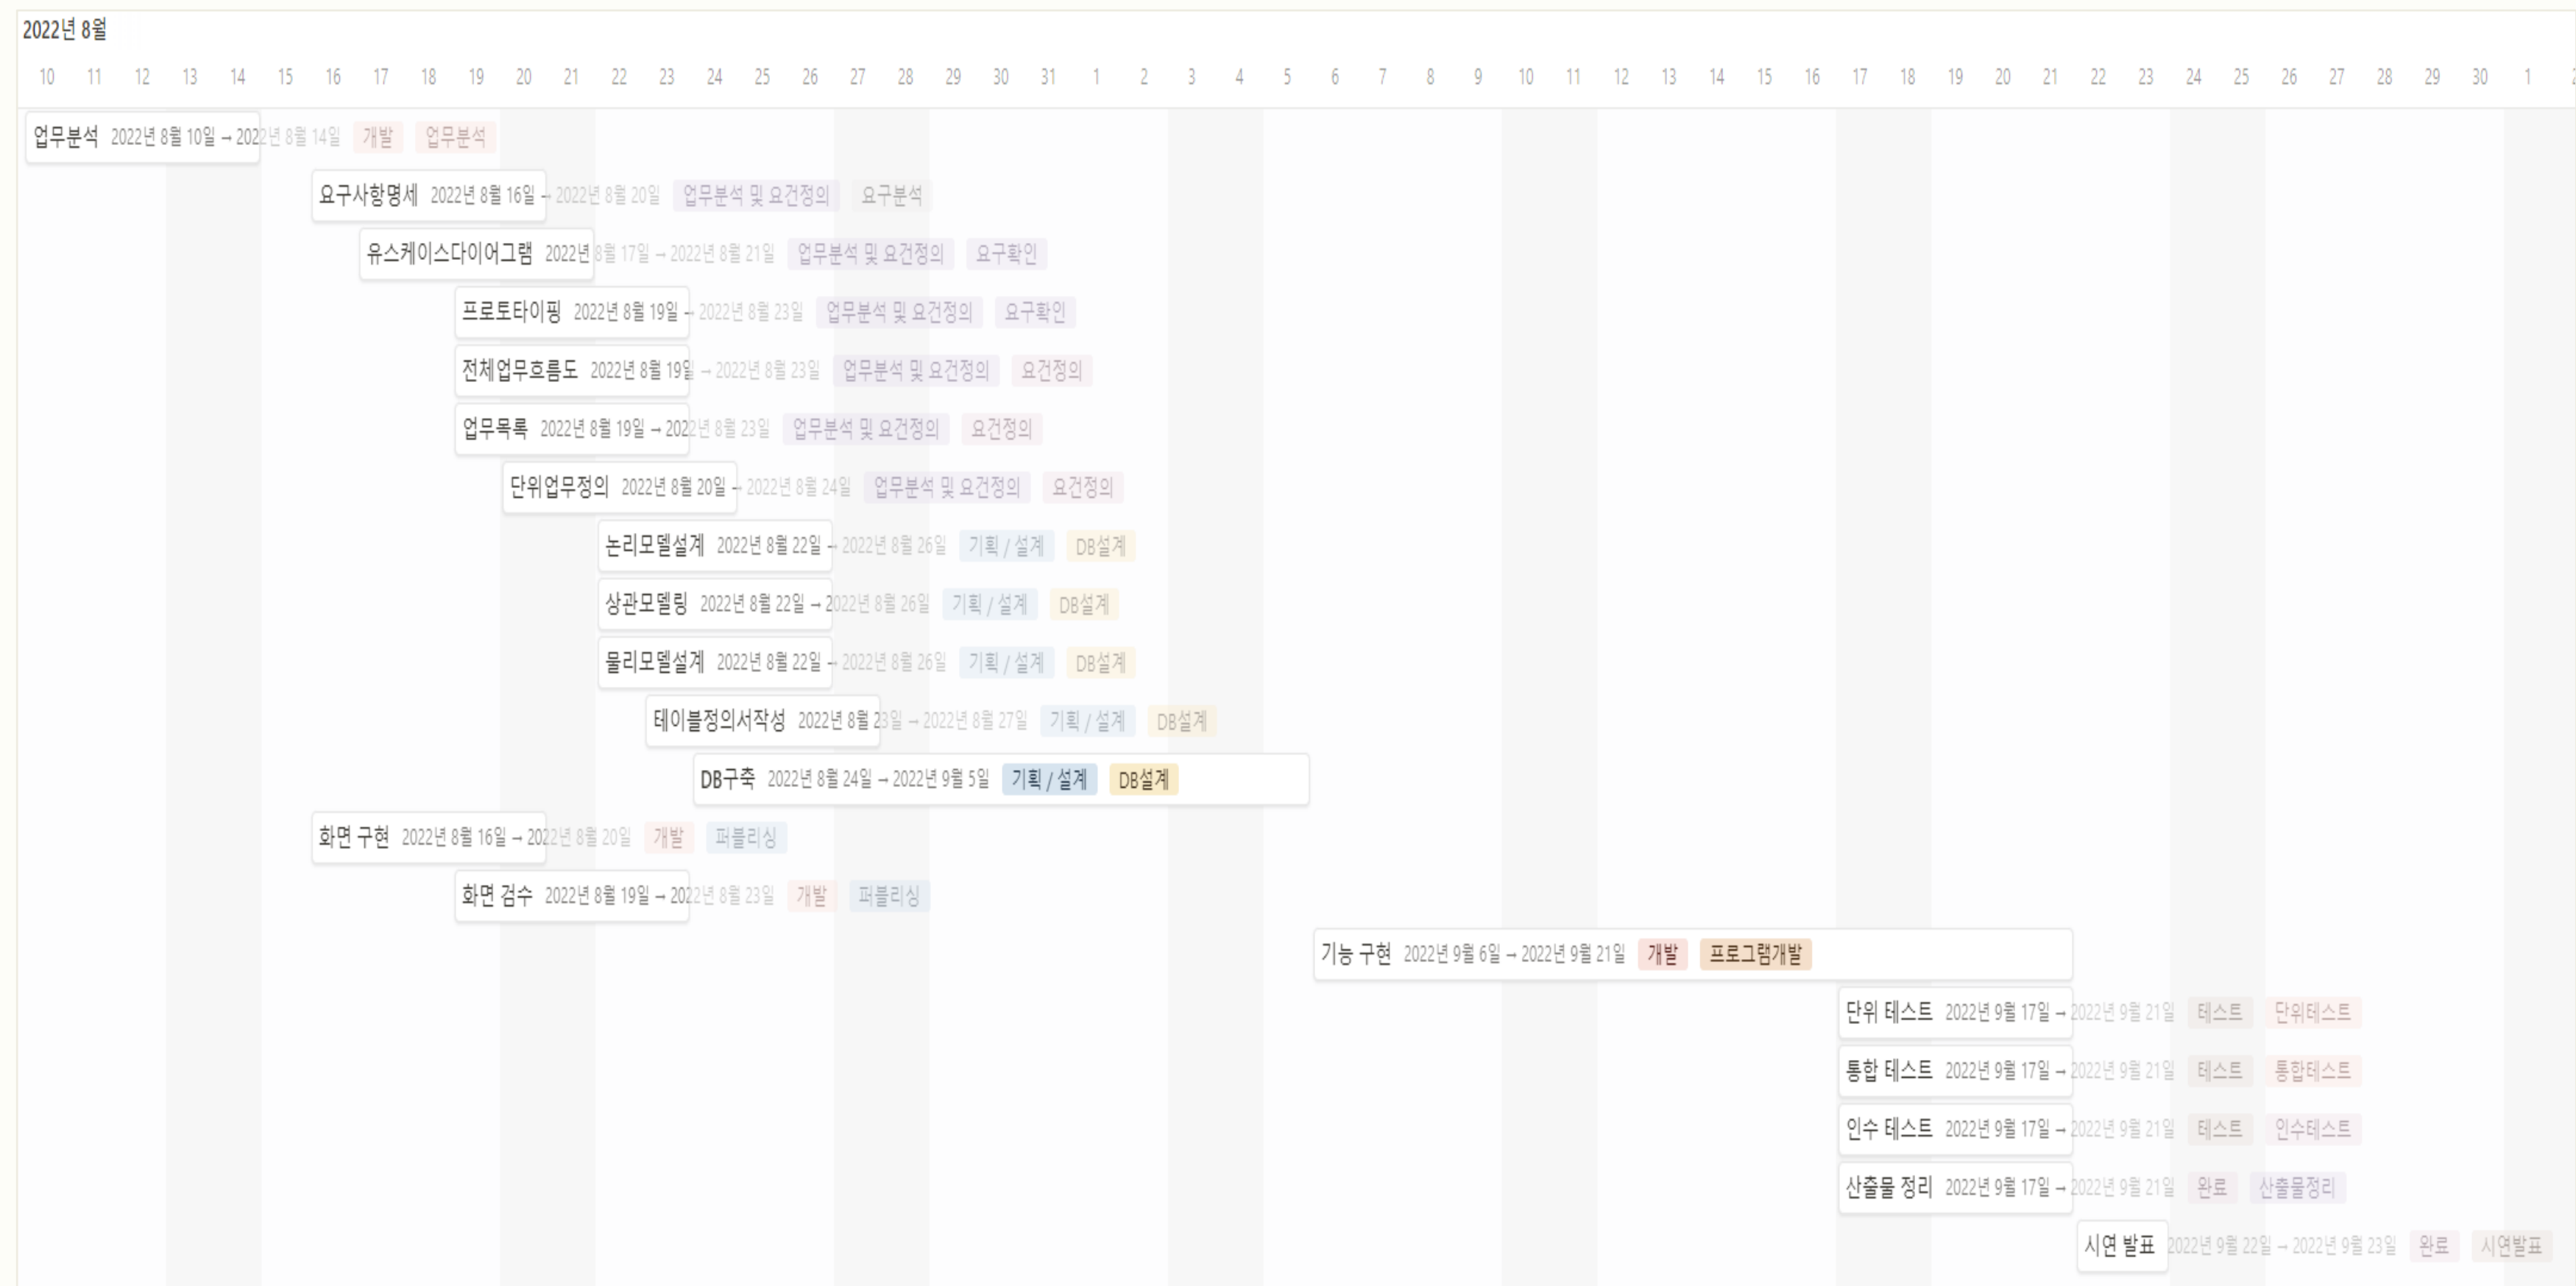 2022년 8월
10 11 12 13 14 15 16 17 18 19 20 21 22 23 24 25 26 27 28 29 30 31 1 2 3 4 5 6 7 8 9 10 11 12 13 14 15 16 17 18 19 20 21 22 23 24 25 26 27 28 29 30 1
업무분석 2022년 8월 10일 → 2022년 8월 14일 개발 업무분석
요구사항명세 2022년 8월 16일 → 2022년 8월 20일 업무분석 및 요건정의 요구분석
유스케이스다이어그램 2022년 8월 17일 → 2022년 8월 21일 업무분석 및 요건정의 요구확인
프로토타이핑 2022년 8월 19일 → 2022년 8월 23일 업무분석 및 요건정의 요구확인
전체업무흐름도 2022년 8월 19일 → 2022년 8월 23일 업무분석 및 요건정의 요건정의
업무목록 2022년 8월 19일 → 2022년 8월 23일 업무분석 및 요건정의 요건정의
단위업무정의 2022년 8월 20일 → 2022년 8월 24일 업무분석 및 요건정의 요건정의
논리모델설계 2022년 8월 22일 → 2022년 8월 26일 기획 / 설계 DB설계
상관모델링 2022년 8월 22일 → 2022년 8월 26일 기획 / 설계 DB설계
물리모델설계 2022년 8월 22일 → 2022년 8월 26일 기획 / 설계 DB설계
테이블정의서작성 2022년 8월 23일 → 2022년 8월 27일 기획 / 설계 DB설계
DB구축 2022년 8월 24일 → 2022년 9월 5일 기획 / 설계 DB설계
화면 구현 2022년 8월 16일 → 2022년 8월 20일 개발 퍼블리싱
화면 검수 2022년 8월 19일 → 2022년 8월 23일 개발 퍼블리싱
기능 구현 2022년 9월 6일 → 2022년 9월 21일 개발 프로그램개발
단위 테스트 2022년 9월 17일 → 2022년 9월 21일 테스트 단위테스트
통합 테스트 2022년 9월 17일 → 2022년 9월 21일 테스트 통합테스트
인수 테스트 2022년 9월 17일 → 2022년 9월 21일 테스트 인수테스트
산출물 정리 2022년 9월 17일 → 2022년 9월 21일 완료 산출물정리
시연 발표 2022년 9월 22일 → 2022년 9월 23일 완료 시연발표